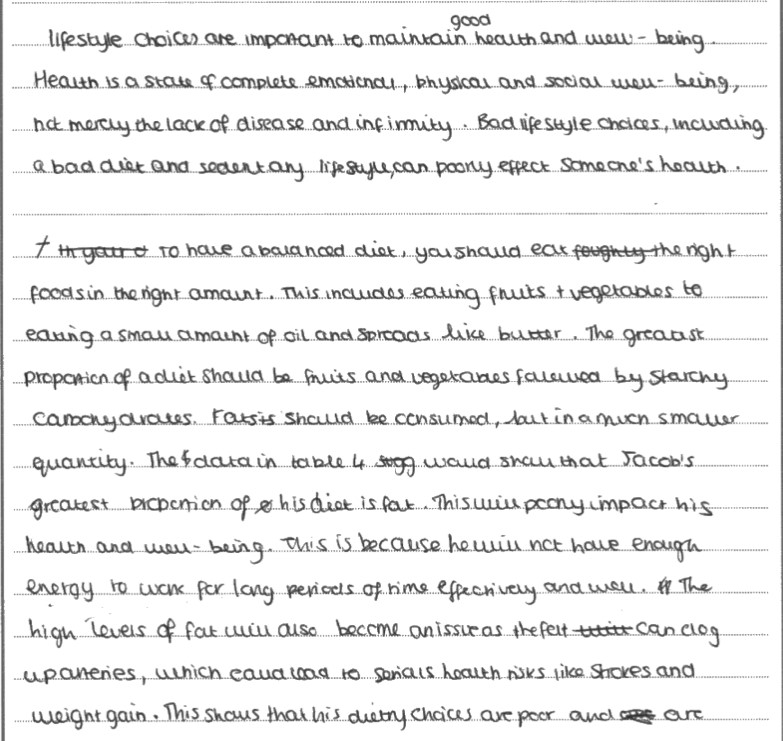 good
lifestyle choices are important to maintain health and well-being.
Health is a state of complete emotional, physical and social well-being,
not merely the lack of disease and infirmity. Bad lifestyle choices, including
a bad diet and sedentary lifestyle, can poorly effect someone's health.
To have a balanced diet, you should eat the right
foods in the right amount. This includes eating fruits + vegetables to
eating a small amount of oil and spreads like butter. The greatest
proportion of a diet should be fruits and vegetables followed by starchy
carbohydrates. Fats should be consumed, but in a much smaller
quantity. The data in table 4 would show that Jacob's
greatest proportion of his diet is fat. This will poorly impact his
health and well-being. This is because he will not have enough
energy to work for long periods of time effectively and well. The
high levels of fat will also become an issue as the can clog
up arteries, which could lead to serious health risks like strokes and
weight gain. This shows that his dietry choices are poor and are